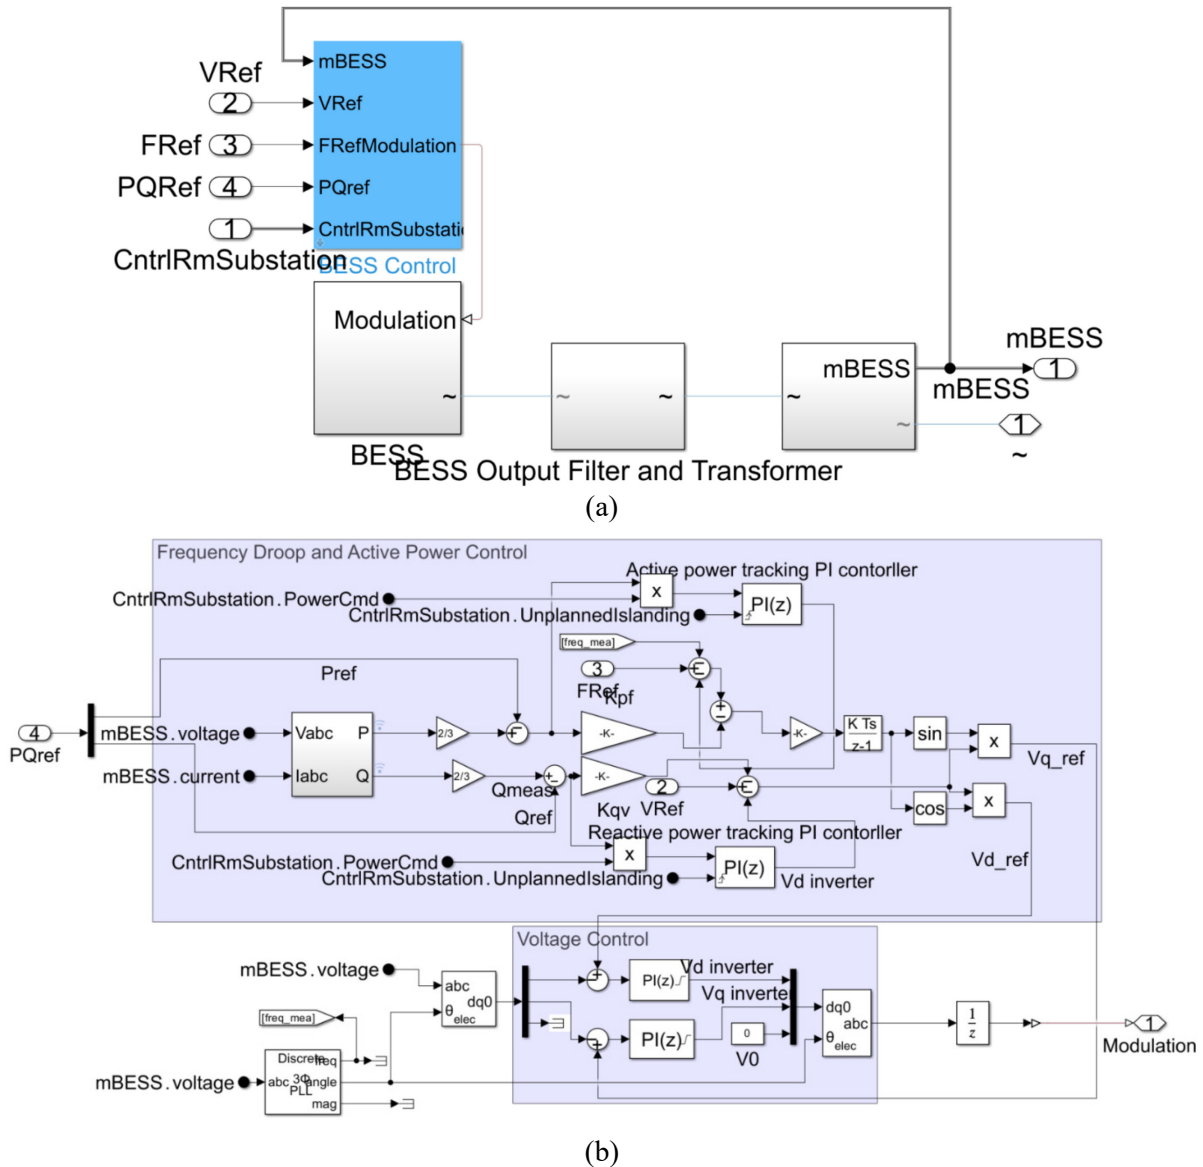 mBESS
VRef
2
VRef
FRef
3
FRefModulation
PQRef
4
PQref
1
CntrlRmSubstati
CntrlRmSubstation
BESS Control
Modulation
mBESS
mBESS
1
mBESS
~
~
~
~
~
1
~
BESS
BESS Output Filter and Transformer
(a)
Frequency Droop and Active Power Control
Active power tracking PI contorller
CntrlRmSubstation.PowerCmd
x
PI(z)
CntrlRmSubstation.UnplannedIslanding
[freq_mea]
3
FRef
Pref
Kpf
4
PQref
mBESS.voltage
Vabc
P
2/3
-K-
-K-
K Ts
z-1
sin
x
Vq_ref
mBESS.current
Iabc
Q
2/3
Qmeas
-K-
2
VRef
Qref
Kqv
cos
x
Vd_ref
Reactive power tracking PI contorller
CntrlRmSubstation.PowerCmd
x
PI(z)
CntrlRmSubstation.UnplannedIslanding
Vd inverter
Voltage Control
mBESS.voltage
abc
dq0
θelec
PI(z)
Vd inverter
Vq inverter
[freq_mea]
PI(z)
0
V0
dq0
abc
θelec
1
z
1
Modulation
Discrete
freq
mBESS.voltage
abc
3Φ
angle
PLL
mag
(b)